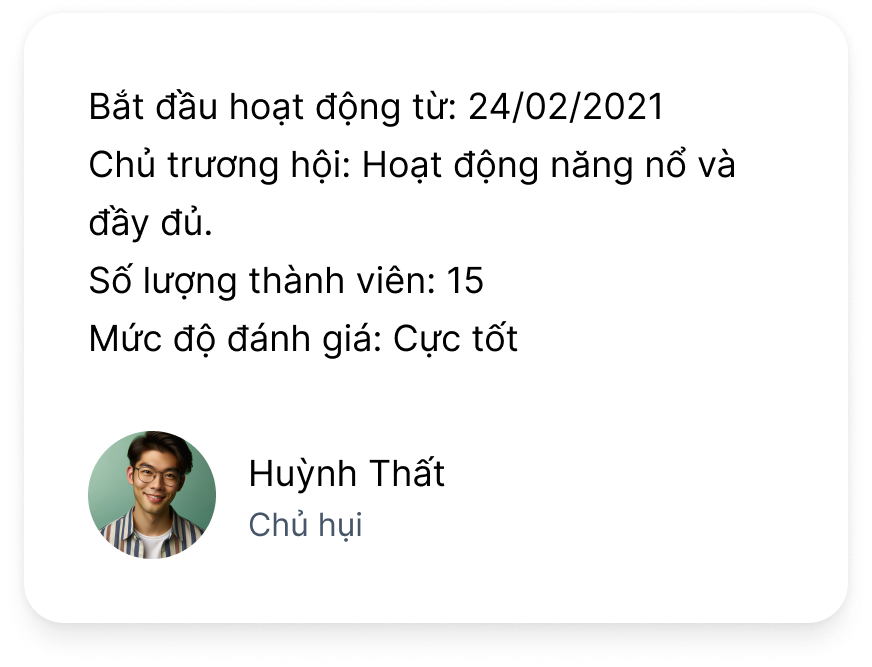 Bắt đầu hoạt động từ: 24/02/2021
Chủ trương hội: Hoạt động năng nổ và
đầy đủ.
Số lượng thành viên: 15
Mức độ đánh giá: Cực tốt
Huỳnh Thất
Chủ hụi